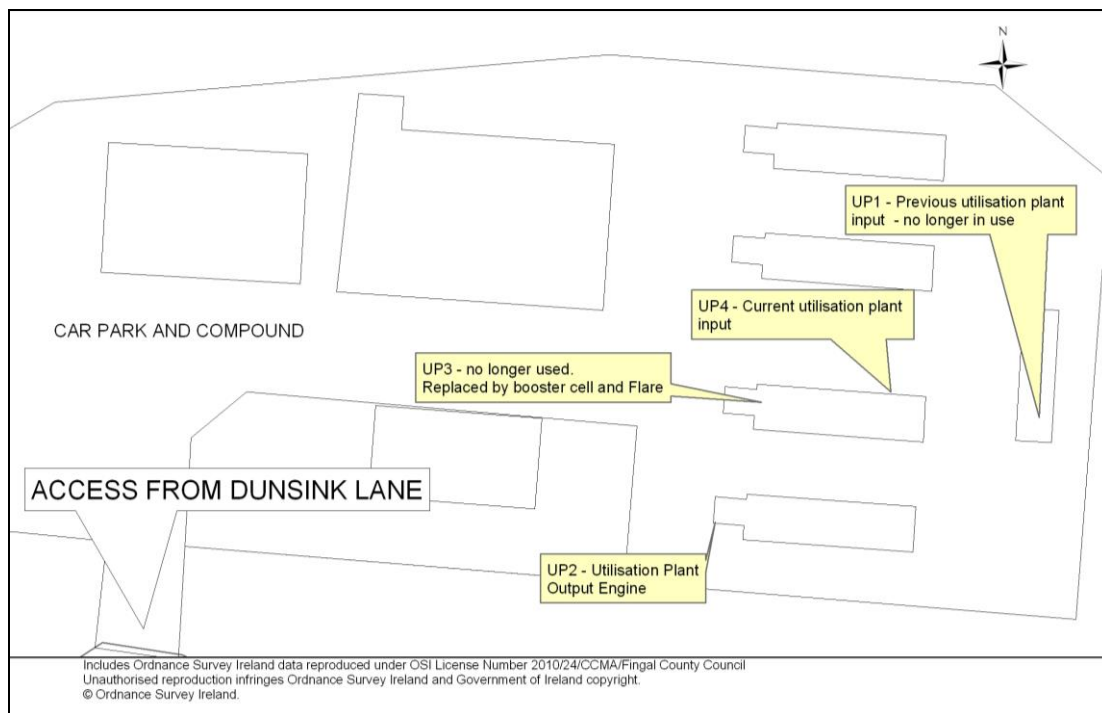 N
UP1 - Previous utilisation plant
input - no longer in use
UP4 - Current utilisation plant
input
CAR PARK AND COMPOUND
UP3 - no longer used.
Replaced by booster cell and Flare
ACCESS FROM DUNSINK LANE
UP2 - Utilisation Plant
Output Engine
Includes Ordnance Survey Ireland data reproduced under OSI License Number 2010/24/CCMA/Fingal County Council
Unauthorised reproduction infringes Ordnance Survey Ireland and Government of Ireland copyright.
© Ordnance Survey Ireland.